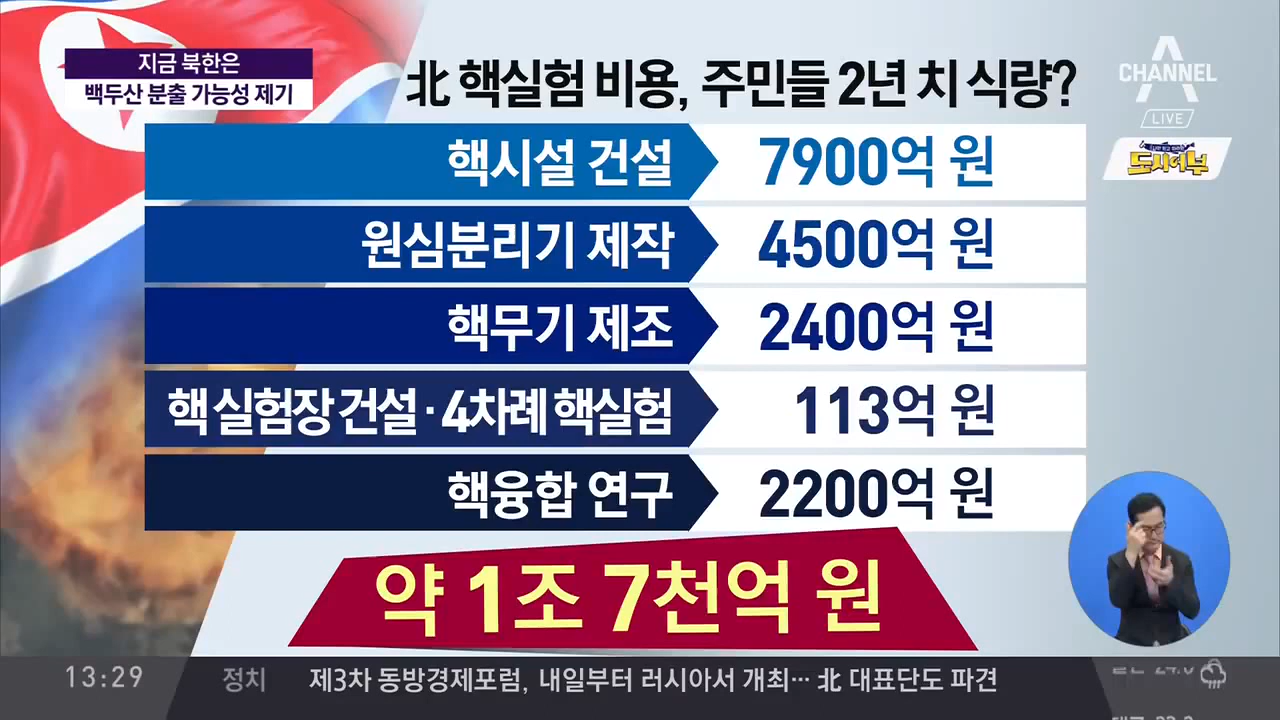 지금 북한은
백두산 분출 가능성 제기
北 핵실험 비용, 주민들 2년 치 식량?
CHANNEL A
LIVE
도시어부
핵시설 건설 7900억 원
원심분리기 제작 4500억 원
핵무기 제조 2400억 원
핵 실험장 건설·4차례 핵실험 113억 원
핵융합 연구 2200억 원
약 1조 7천억 원
13:29 정치 제3차 동방경제포럼, 내일부터 러시아서 개최… 北 대표단도 파견